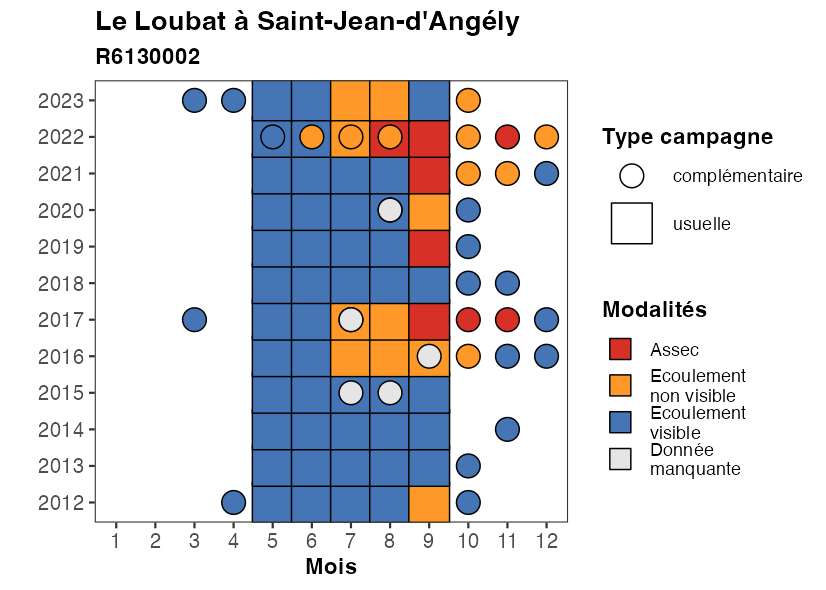 Le Loubat à Saint-Jean-d'Angély
R6130002
2023
2022
2021
2020
2019
2018
2017
2016
2015
2014
2013
2012
1 2 3 4 5 6 7 8 9 10 11 12
Mois
Type campagne
complémentaire
usuelle
Modalités
Assec
Ecoulement
non visible
Ecoulement
visible
Donnée
manquante